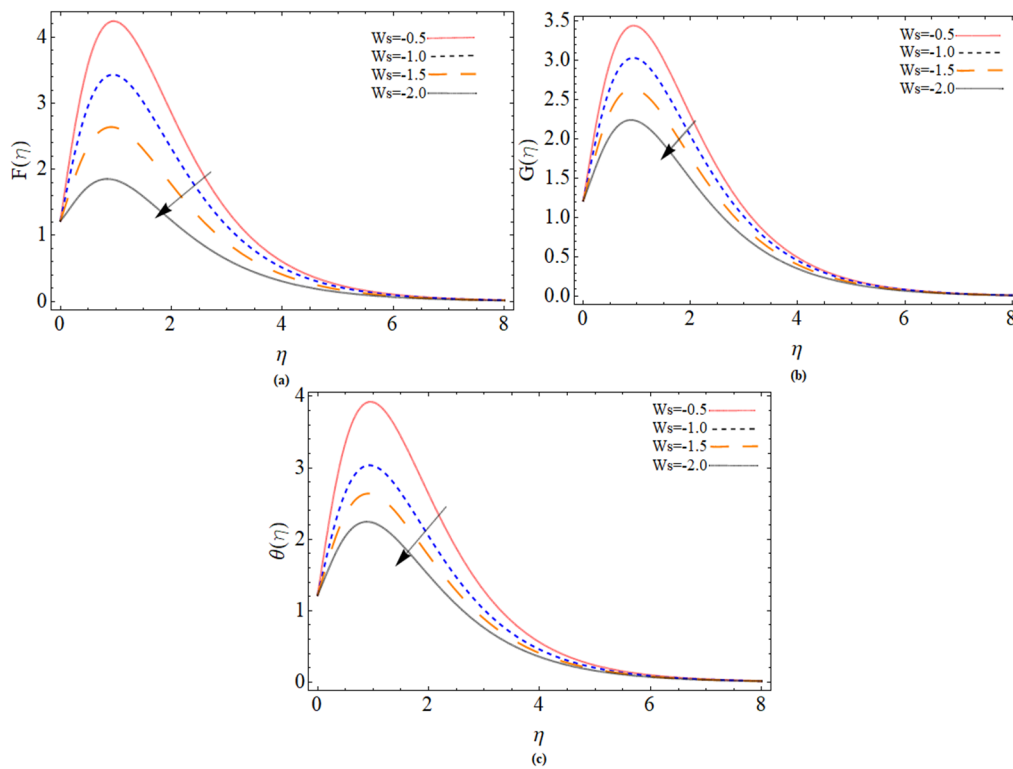 Ws=-0.5
Ws=-1.0
Ws=-1.5
Ws=-2.0
F(η)
4
3
2
1
0
0 2 4 6 8
η
(a)
Ws=-0.5
Ws=-1.0
Ws=-1.5
Ws=-2.0
G(η)
3.5
3.0
2.5
2.0
1.5
1.0
0.5
0.0
0 2 4 6 8
η
(b)
Ws=-0.5
Ws=-1.0
Ws=-1.5
Ws=-2.0
θ(η)
4
3
2
1
0
0 2 4 6 8
η
(c)